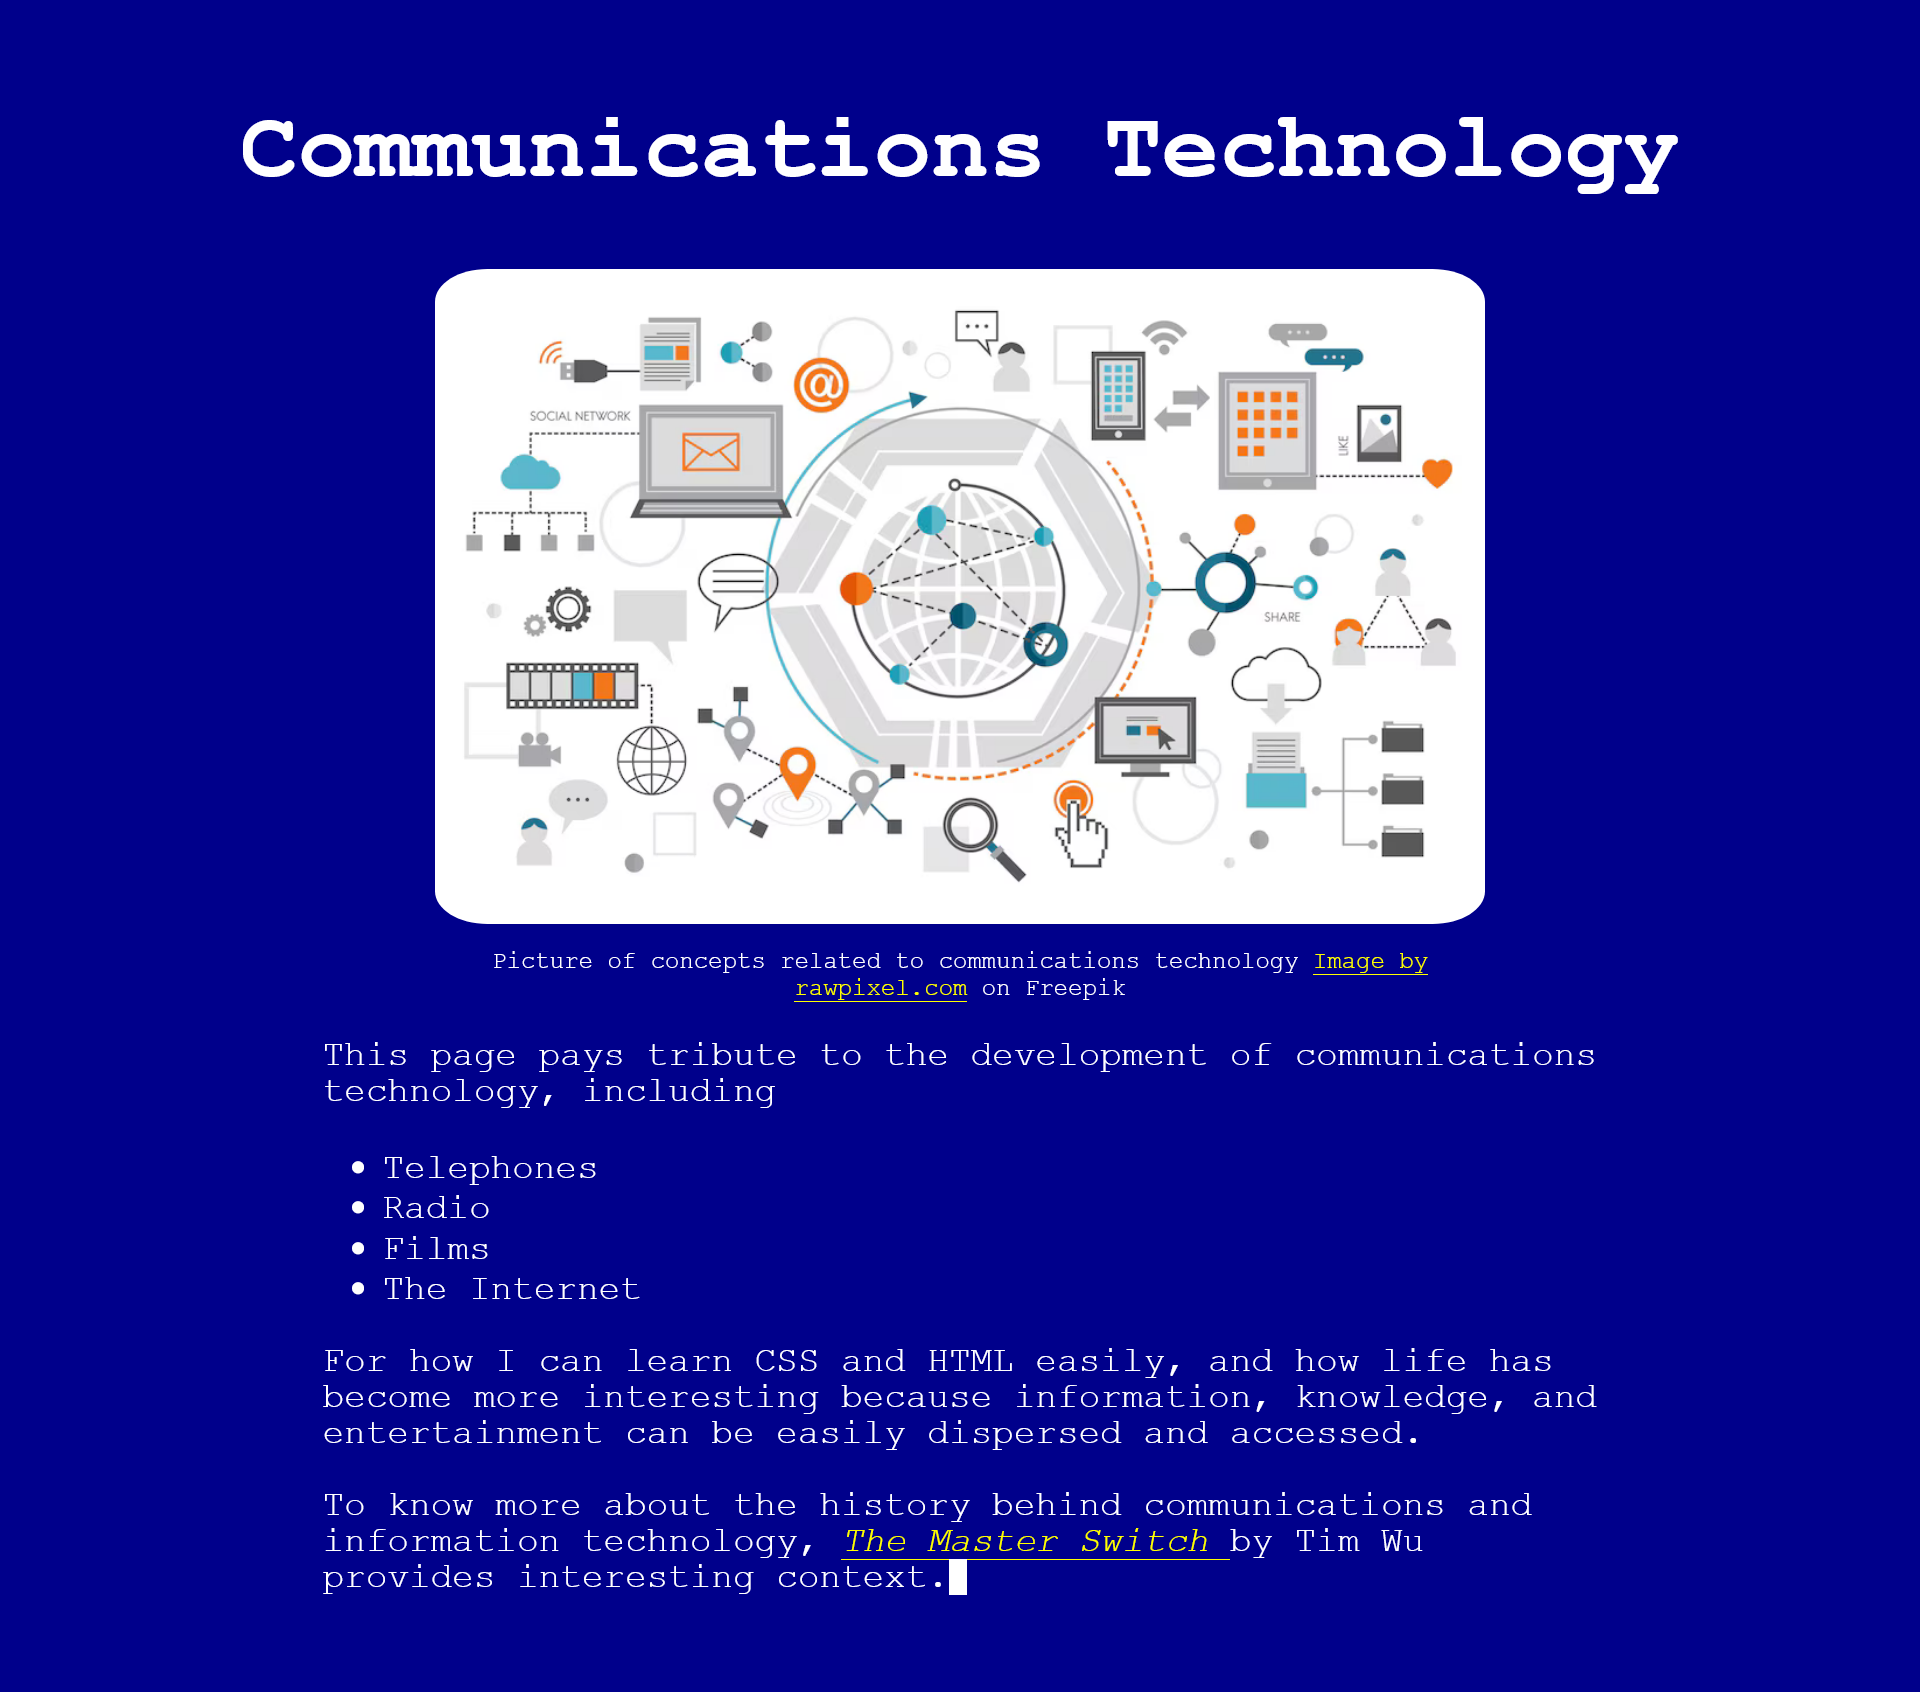 Communications Technology
SOCIAL NETWORK
@
LIKE
SHARE
Picture of concepts related to communications technology Image by
rawpixel.com on Freepik
This page pays tribute to the development of communications
technology, including
• Telephones
• Radio
• Films
• The Internet
For how I can learn CSS and HTML easily, and how life has
become more interesting because information, knowledge, and
entertainment can be easily dispersed and accessed.
To know more about the history behind communications and
information technology, The Master Switch by Tim Wu
provides interesting context.